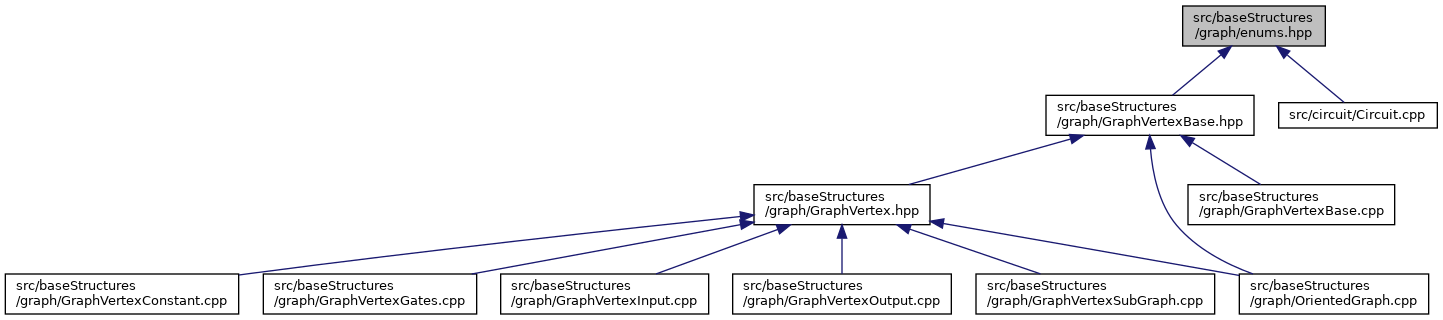 src/baseStructures
/graph/enums.hpp
src/baseStructures
/graph/GraphVertexBase.hpp
src/circuit/Circuit.cpp
src/baseStructures
/graph/GraphVertex.hpp
src/baseStructures
/graph/GraphVertexBase.cpp
src/baseStructures
/graph/GraphVertexConstant.cpp
src/baseStructures
/graph/GraphVertexGates.cpp
src/baseStructures
/graph/GraphVertexInput.cpp
src/baseStructures
/graph/GraphVertexOutput.cpp
src/baseStructures
/graph/GraphVertexSubGraph.cpp
src/baseStructures
/graph/OrientedGraph.cpp